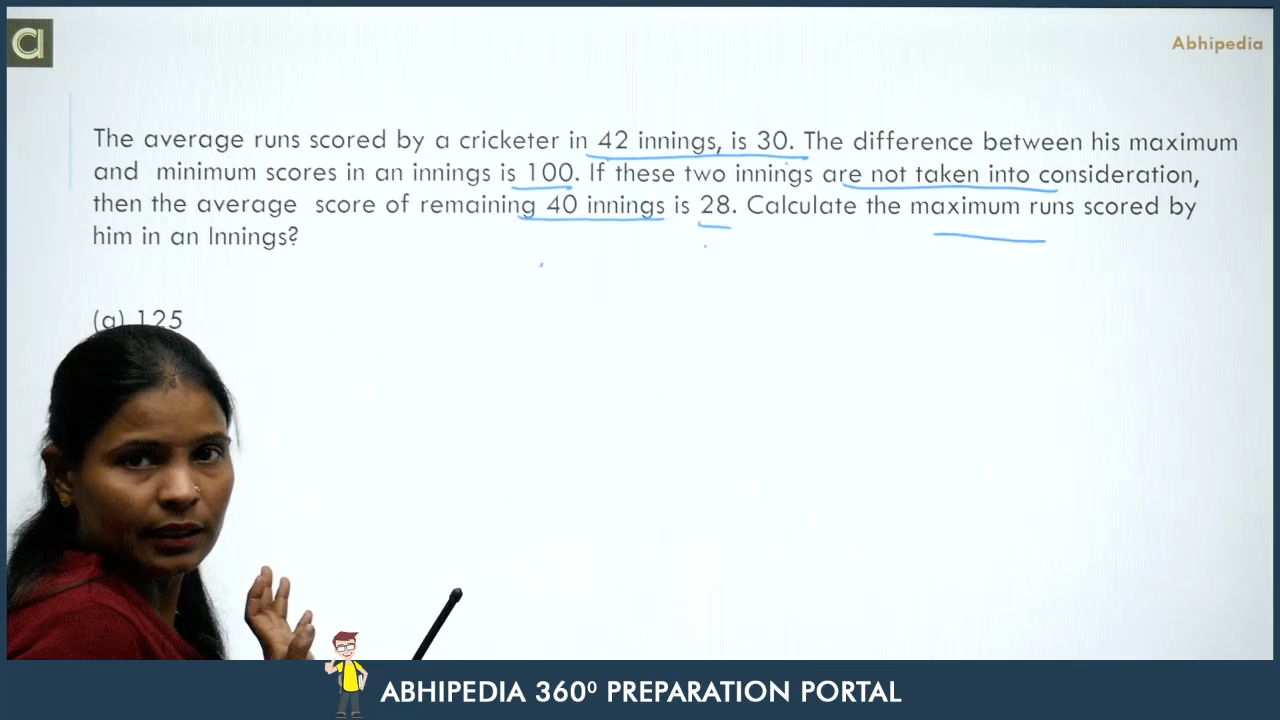 Abhipedia
The average runs scored by a cricketer in 42 innings, is 30. The difference between his maximum
and minimum scores in an innings is 100. If these two innings are not taken into consideration,
then the average score of remaining 40 innings is 28. Calculate the maximum runs scored by
him in an Innings?
(a) 125
ABHIPEDIA 360⁰ PREPARATION PORTAL